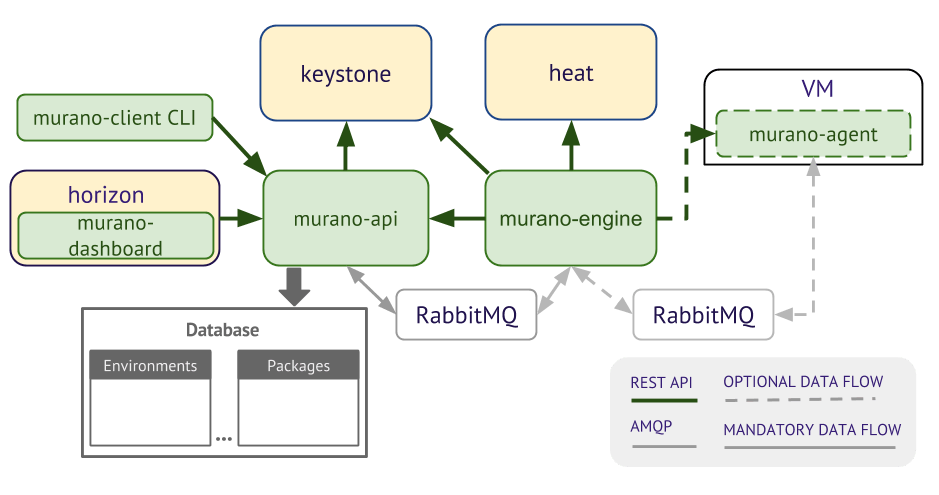 keystone
heat
VM
murano-client CLI
murano-agent
horizon
murano-
dashboard
murano-api
murano-engine
RabbitMQ
RabbitMQ
Database
Environments
Packages
...
REST API
OPTIONAL DATA FLOW
AMQP
MANDATORY DATA FLOW